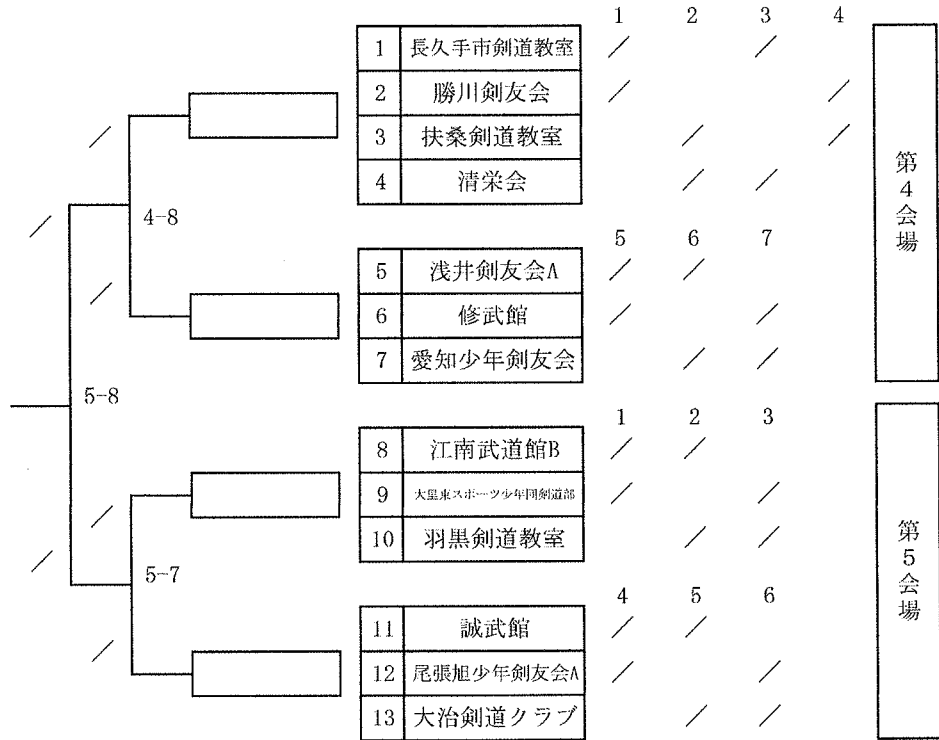 1 2 3 4
1 長久手市剣道教室 / /
2 勝川剣友会 / /
3 扶桑剣道教室 / /
4 清栄会 / /
第4会場
/
4-8
/
/
5 6 7
5 浅井剣友会A / /
6 修武館 / /
7 愛知少年剣友会 / /
5-8
1 2 3
8 江南武道館B / /
9 大里東スポーツ少年団剣道部 / /
10 羽黒剣道教室 / /
第5会場
/
/
5-7
/
4 5 6
11 誠武館 / /
12 尾張旭少年剣友会A / /
13 大治剣道クラブ / /